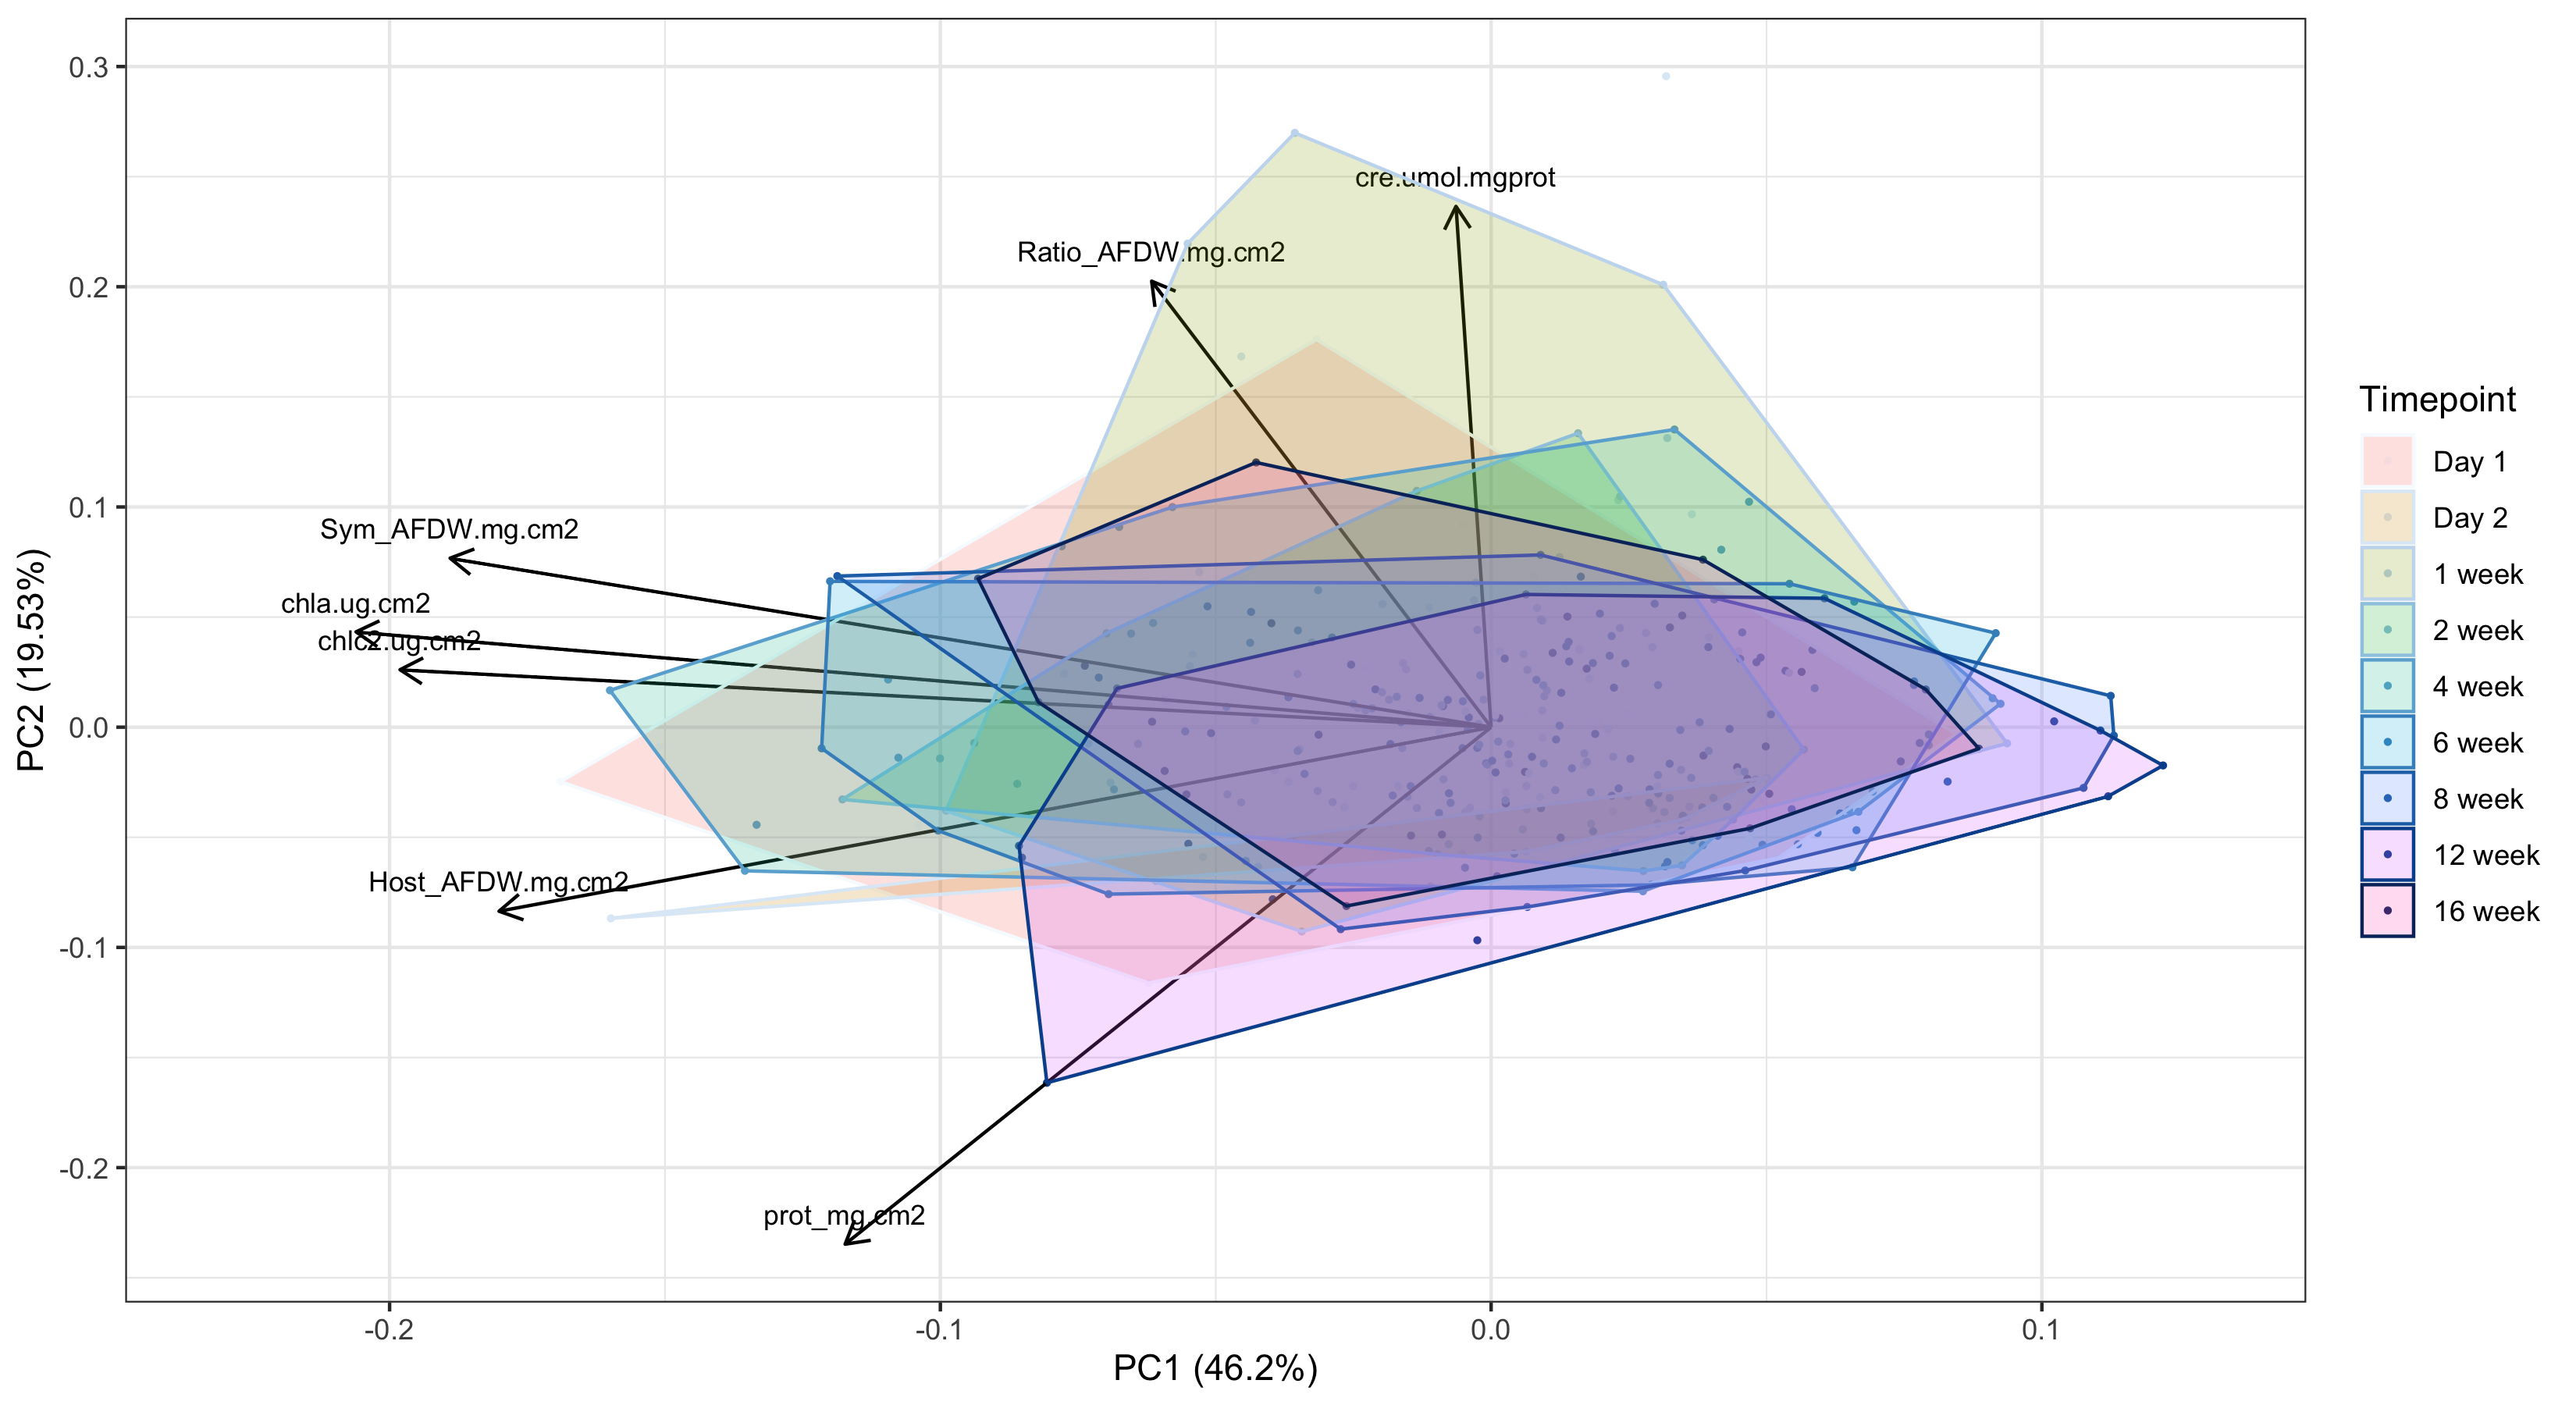 0.3
0.2
0.1
0.0
-0.1
-0.2
PC2 (19.53%)
cre.umol.mgprot
Ratio_AFDW.mg.cm2
Sym_AFDW.mg.cm2
chla.ug.cm2
chlc2.ug.cm2
Host_AFDW.mg.cm2
prot_mg.cm2
-0.2
-0.1
0.0
0.1
PC1 (46.2%)
Timepoint
Day 1
Day 2
1 week
2 week
4 week
6 week
8 week
12 week
16 week